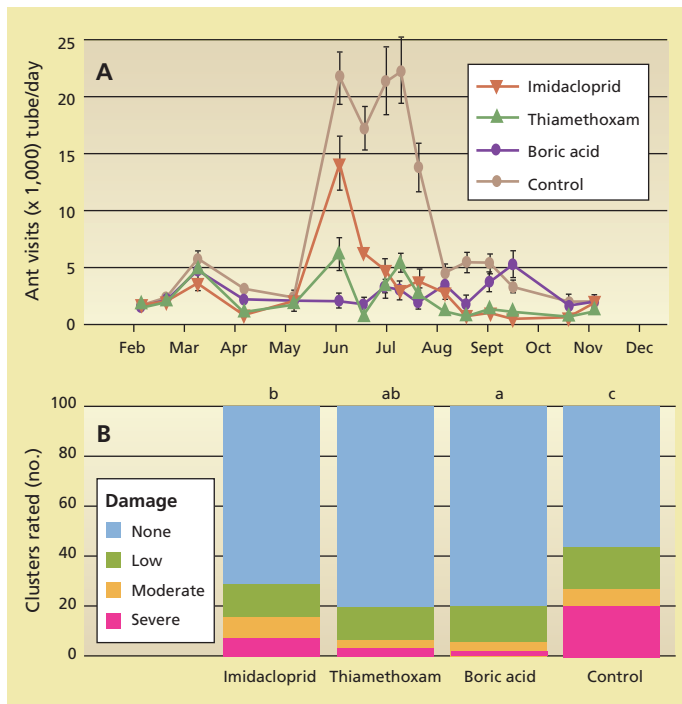 A
Ant visits (x 1,000) tube/day
25
20
15
10
5
0
Feb Mar Apr May Jun Jul Aug Sept Oct Nov Dec
Imidacloprid
Thiamethoxam
Boric acid
Control
B
Clusters rated (no.)
100
80
60
40
20
0
b ab a c
Damage
None
Low
Moderate
Severe
Imidacloprid Thiamethoxam Boric acid Control